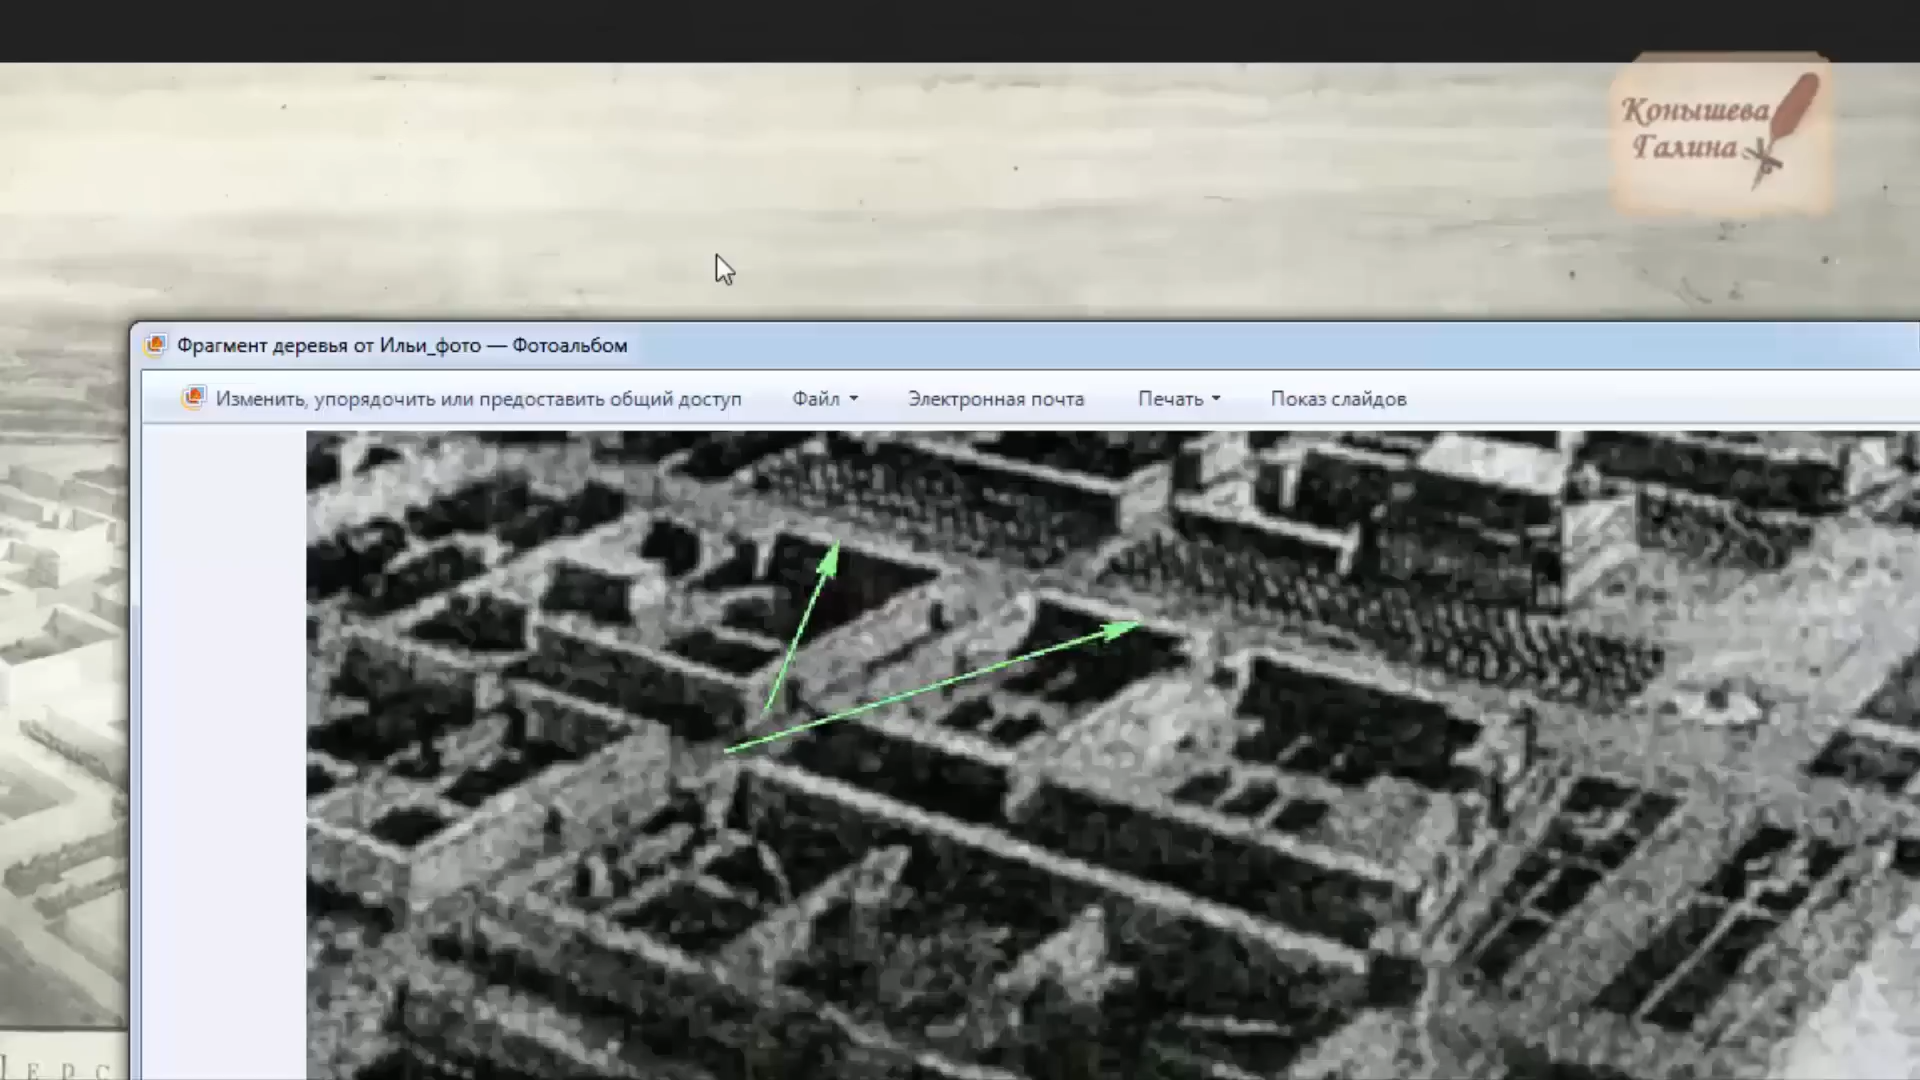 Конышева
Галина
Фрагмент деревья от Ильи_фото — Фотоальбом
Изменить, упорядочить или предоставить общий доступ Файл Электронная почта Печать Показ слайдов